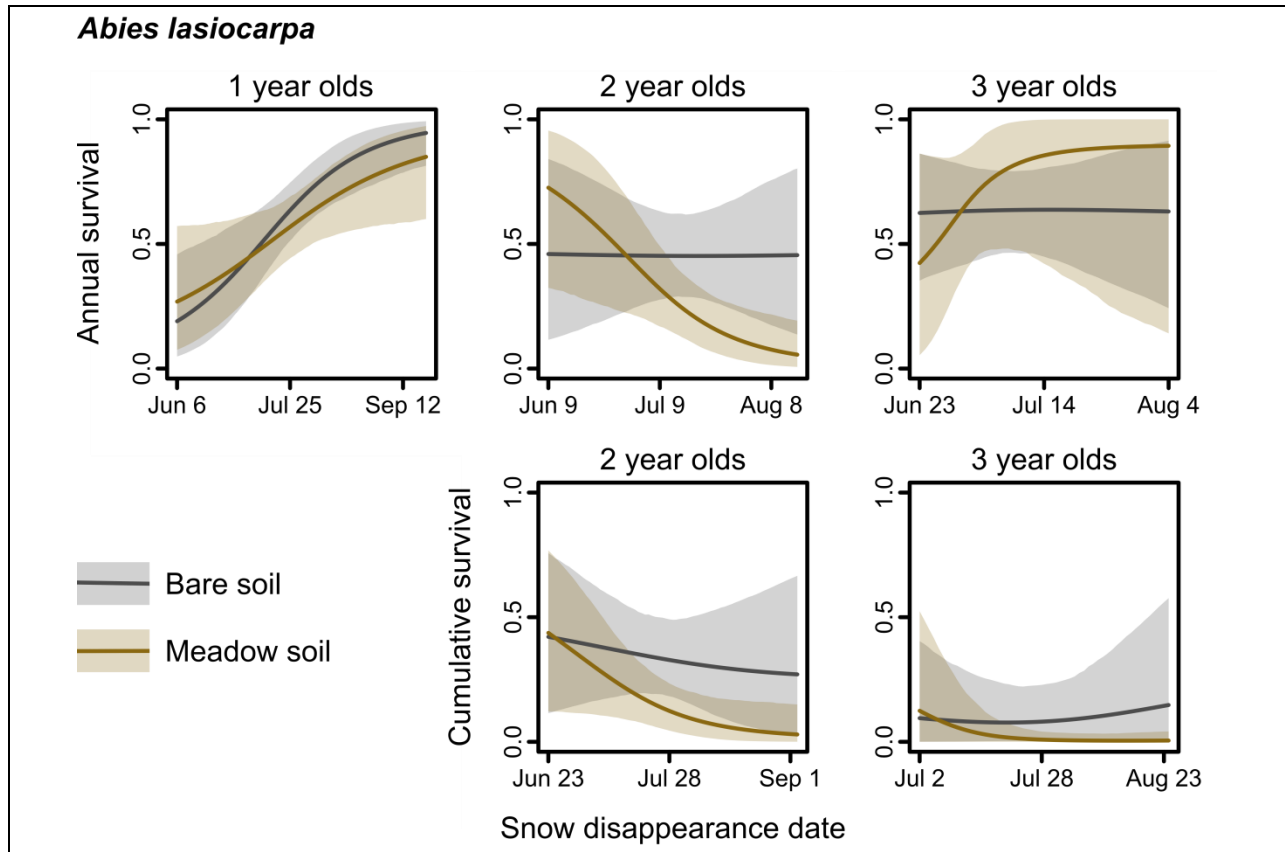 Abies lasiocarpa
1 year olds
2 year olds
3 year olds
Annual survival
1.0
0.5
0.0
Jun 6
Jul 25
Sep 12
1.0
0.5
0.0
Jun 9
Jul 9
Aug 8
1.0
0.5
0.0
Jun 23
Jul 14
Aug 4
2 year olds
3 year olds
Cumulative survival
1.0
0.5
0.0
Jun 23
Jul 28
Sep 1
1.0
0.5
0.0
Jul 2
Jul 28
Aug 23
Bare soil
Meadow soil
Snow disappearance date